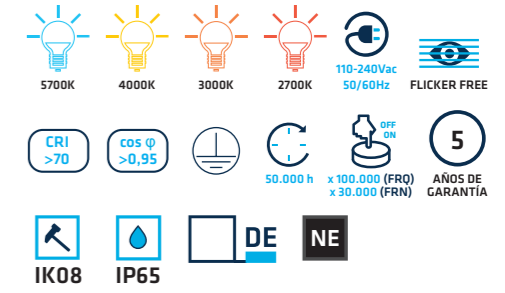 5700K 4000K 3000K 2700K 110-240Vac
50/60Hz FLICKER FREE
CRI
>70
cos φ
>0,95
50.000 h
OFF
ON
x 100.000 (FRQ)
x 30.000 (FRN)
5
AÑOS DE
GARANTÍA
IK08
IP65
DE
NE